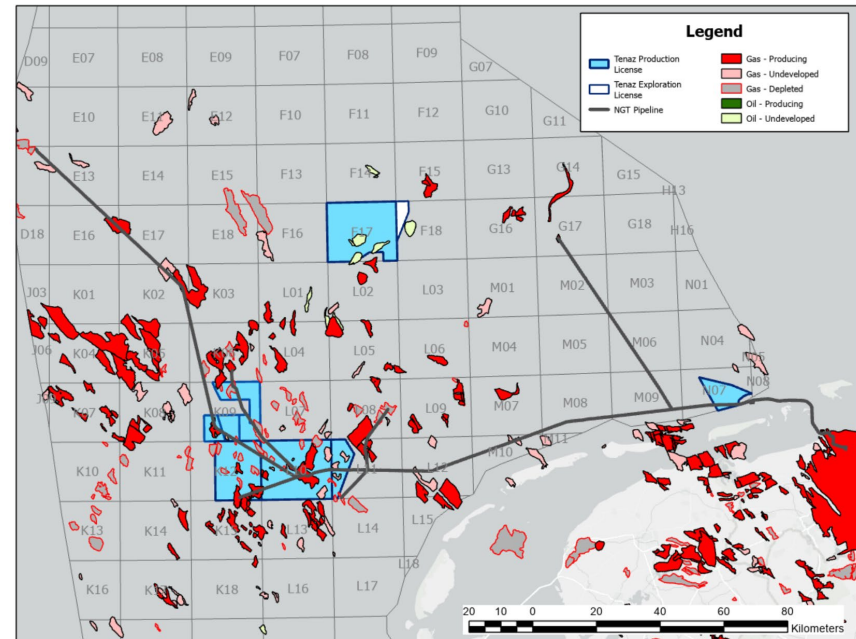 Legend
Tenaz Production
License
Tenaz Exploration
License
NGT Pipeline
Gas - Producing
Gas - Undeveloped
Gas - Depleted
Oil - Producing
Oil - Undeveloped
D09 E07 E08 E09 F07 F08 F09
G07
E10 E12 F10 F11 F12 G10 G11
E13 E14 E15 F13 F14 F15 G13 G14 G15 H13
D18 E16 E17 E18 F16 F17 F18 G16 G17 G18 H16
J03 K01 K02 K03 L01 L02 L03 M01 M02 M03 N01
J06 K04 K05 L04 L05 L06 M04 M05 M06 N04
K07 K08 K09 L07 L08 L09 M07 M08 M09 N07 N08
K10 K11 L12 M10 M11
K13 K14 K15 L13 L14 L15
K16 K18 L16 L17 L18
20 10 0 20 40 60 80
Kilometers